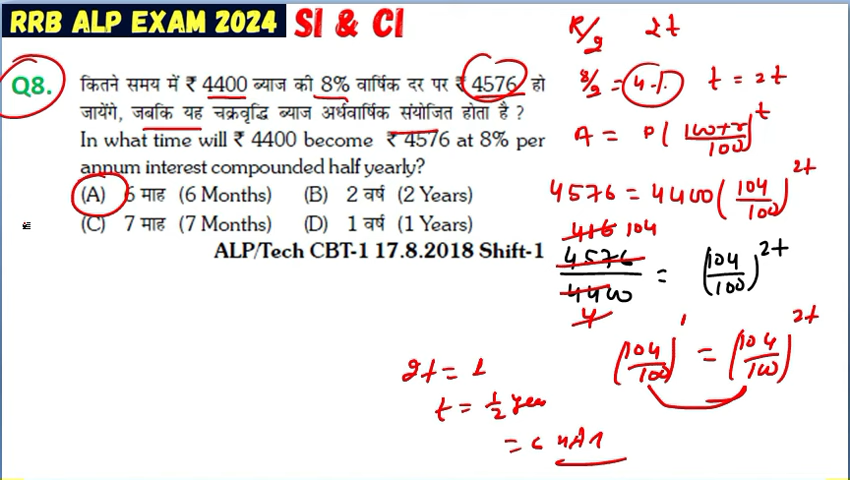 RRB ALP EXAM 2024 SI & CI
Q8. कितने समय में ₹ 4400 ब्याज की 8% वार्षिक दर पर ₹ 4576 हो
जायेंगे, जबकि यह चक्रवृद्धि ब्याज अर्धवार्षिक संयोजित होता है ?
In what time will ₹ 4400 become ₹ 4576 at 8% per
annum interest compounded half yearly?
(A) 6 माह (6 Months) (B) 2 वर्ष (2 Years)
(C) 7 माह (7 Months) (D) 1 वर्ष (1 Years)
ALP/Tech CBT-1 17.8.2018 Shift-1
R/2 2t
8/2 = 4% t = 2t
A = P(100+r/100)^t
4576 = 4400(104/100)^2t
416 104
4576/4400 = (104/100)^2t
4
(104/100)^1 = (104/100)^2t
2t = 1
t = 1/2 year
= 6